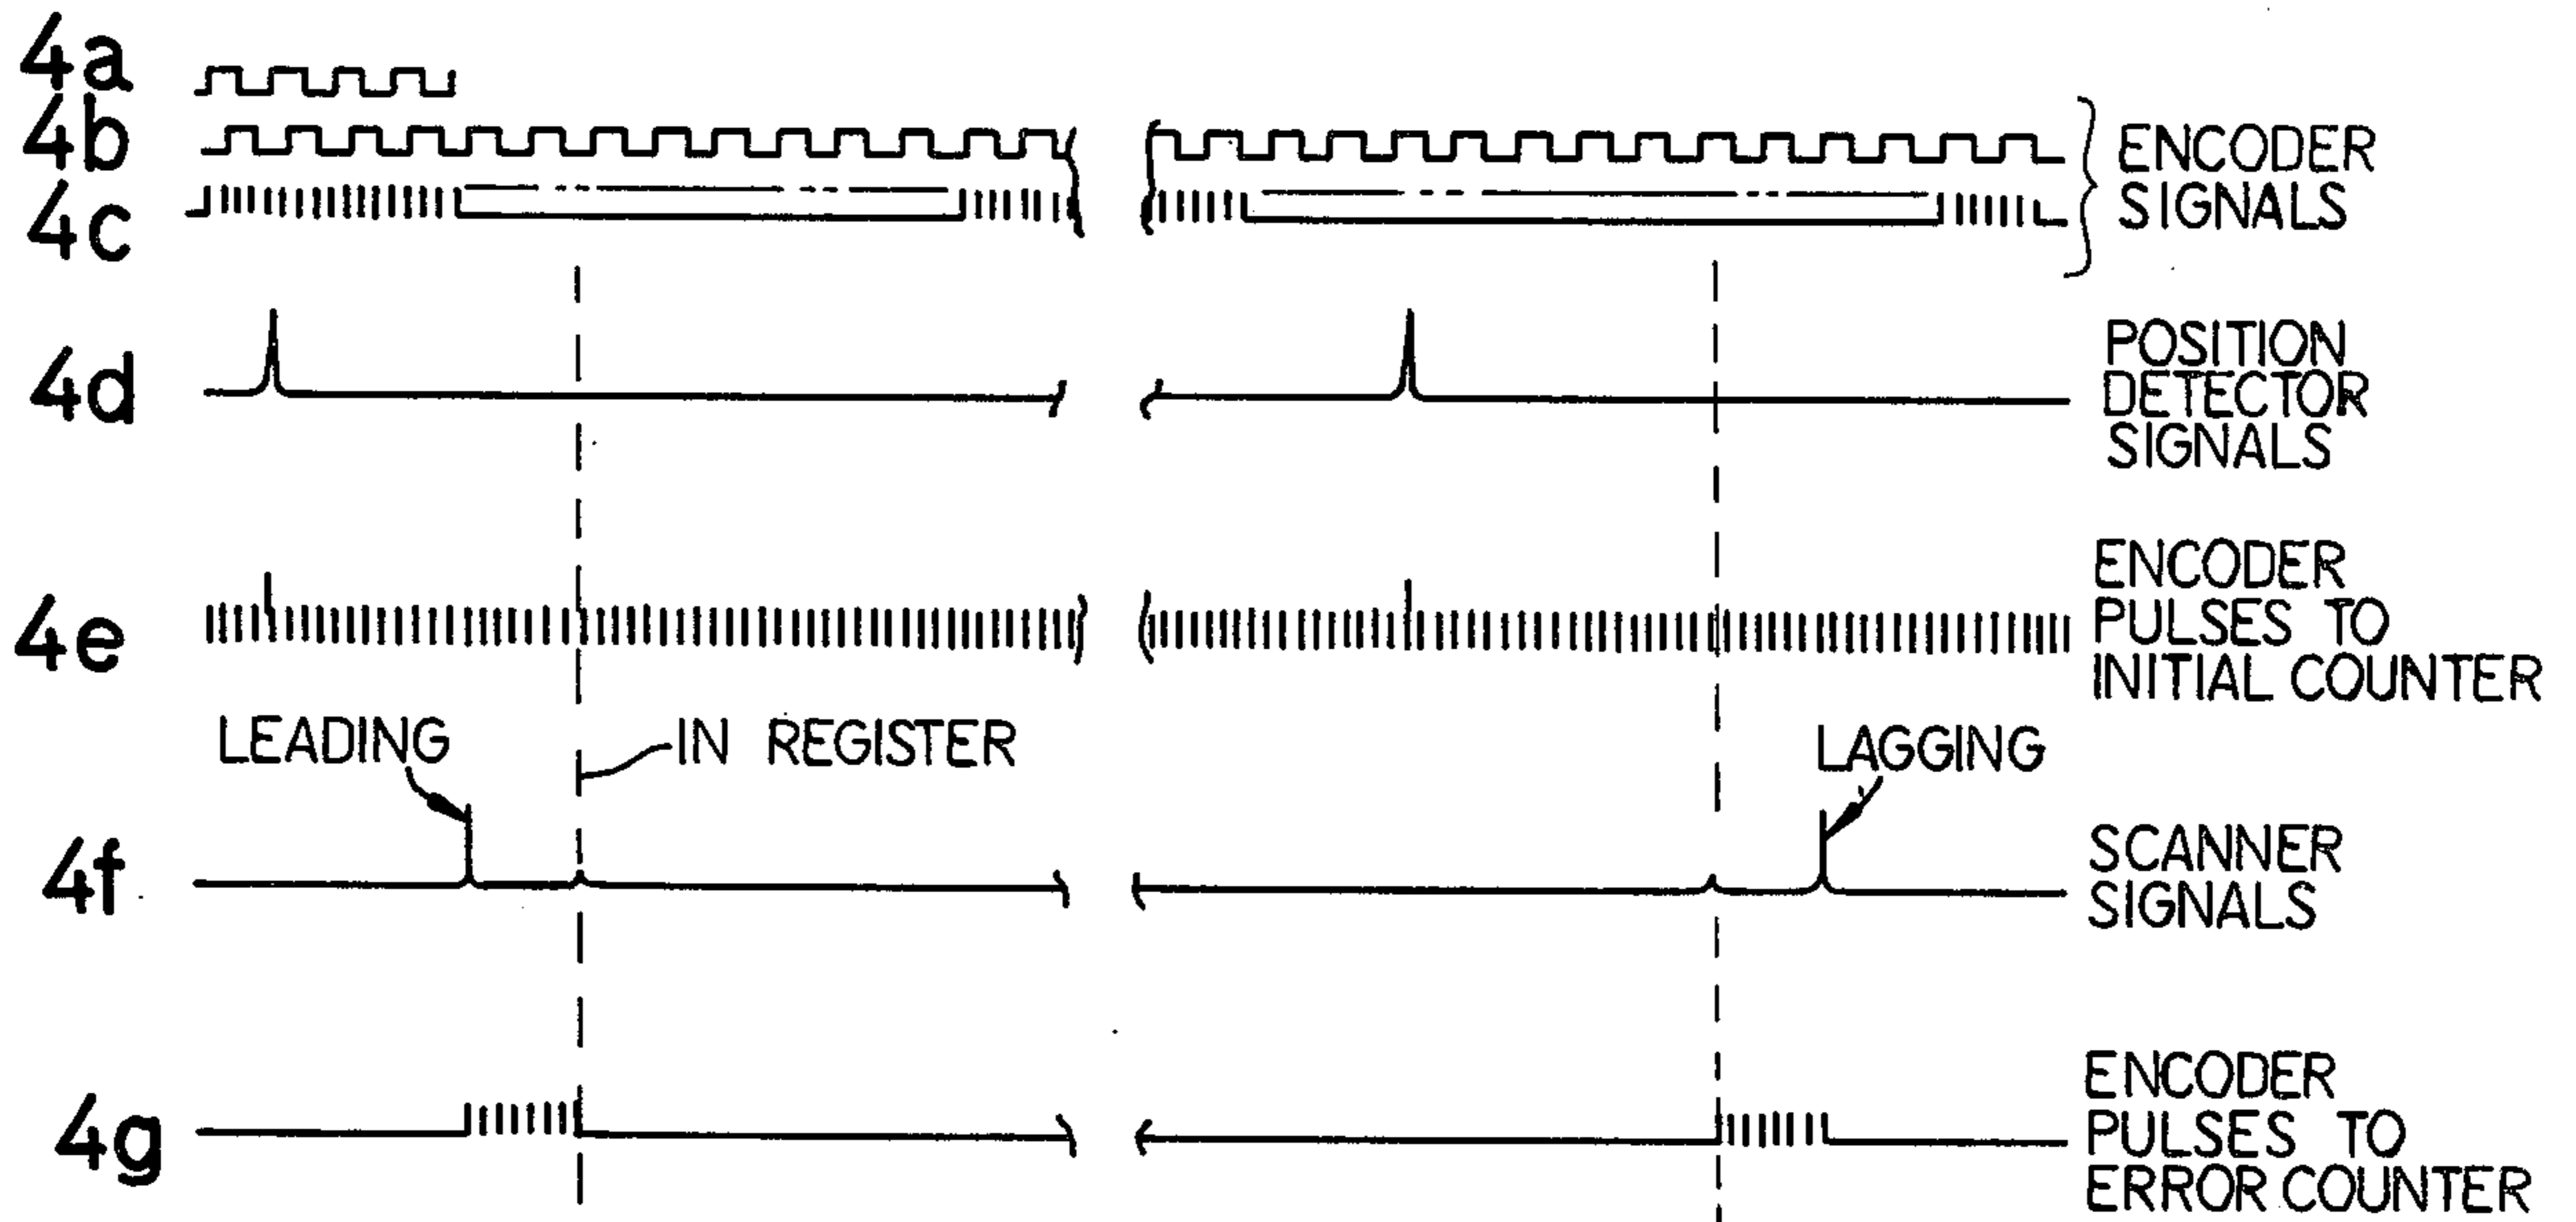 4a
4b
4c
ENCODER
SIGNALS
4d
POSITION
DETECTOR
SIGNALS
4e
ENCODER
PULSES TO
INITIAL COUNTER
LEADING
IN REGISTER
LAGGING
4f
SCANNER
SIGNALS
4g
ENCODER
PULSES TO
ERROR COUNTER